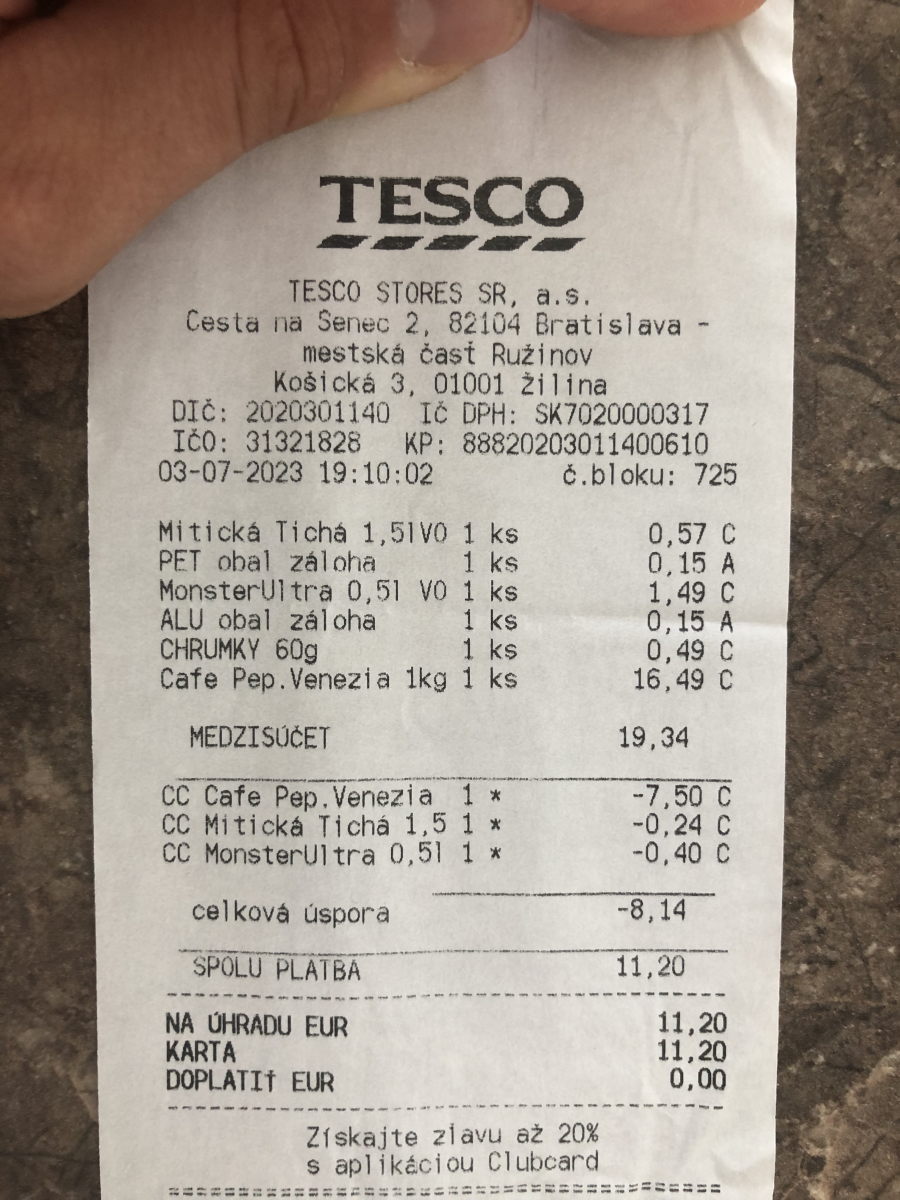 TESCO
TESCO STORES SR, a.s.
Cesta na Senec 2, 82104 Bratislava -
mestská časť Ružinov
Košická 3, 01001 Žilina
DIČ: 2020301140 IČ DPH: SK7020000317
IČO: 31321828 KP: 88820203011400610
03-07-2023 19:10:02 č.bloku: 725
Mitická Tichá 1,5lVO 1 ks 0,57 C
PET obal záloha 1 ks 0,15 A
MonsterUltra 0,5l VO 1 ks 1,49 C
ALU obal záloha 1 ks 0,15 A
CHRUMKY 60g 1 ks 0,49 C
Cafe Pep.Venezia 1kg 1 ks 16,49 C
MEDZISÚČET 19,34
CC Cafe Pep.Venezia 1 * -7,50 C
CC Mitická Tichá 1,5 1 * -0,24 C
CC MonsterUltra 0,5l 1 * -0,40 C
celková úspora -8,14
SPOLU PLATBA 11,20
NA ÚHRADU EUR 11,20
KARTA 11,20
DOPLATIť EUR 0,00
Získajte zlavu až 20%
s aplikáciou Clubcard